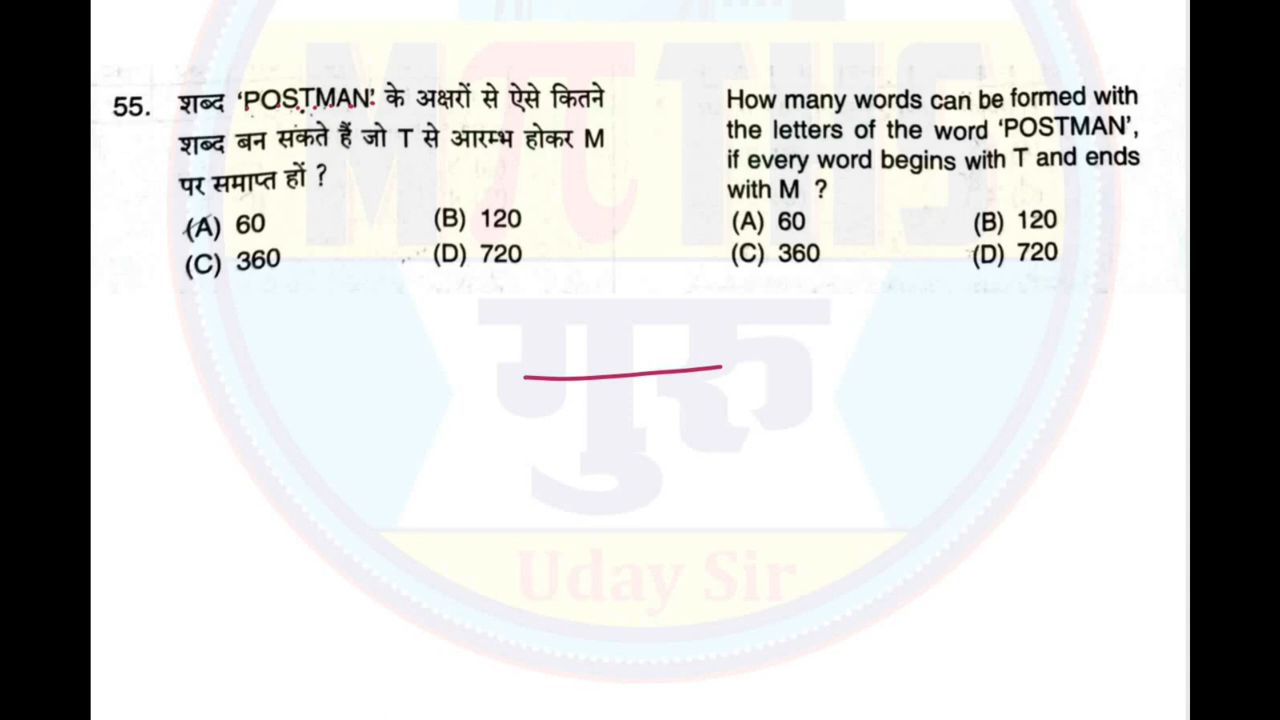 55. शब्द 'POSTMAN' के अक्षरों से ऐसे कितने
शब्द बन सकते हैं जो T से आरम्भ होकर M
पर समाप्त हों ?
(A) 60 (B) 120
(C) 360 (D) 720
How many words can be formed with
the letters of the word 'POSTMAN',
if every word begins with T and ends
with M ?
(A) 60 (B) 120
(C) 360 (D) 720
MπTHS
गुरु
Uday Sir